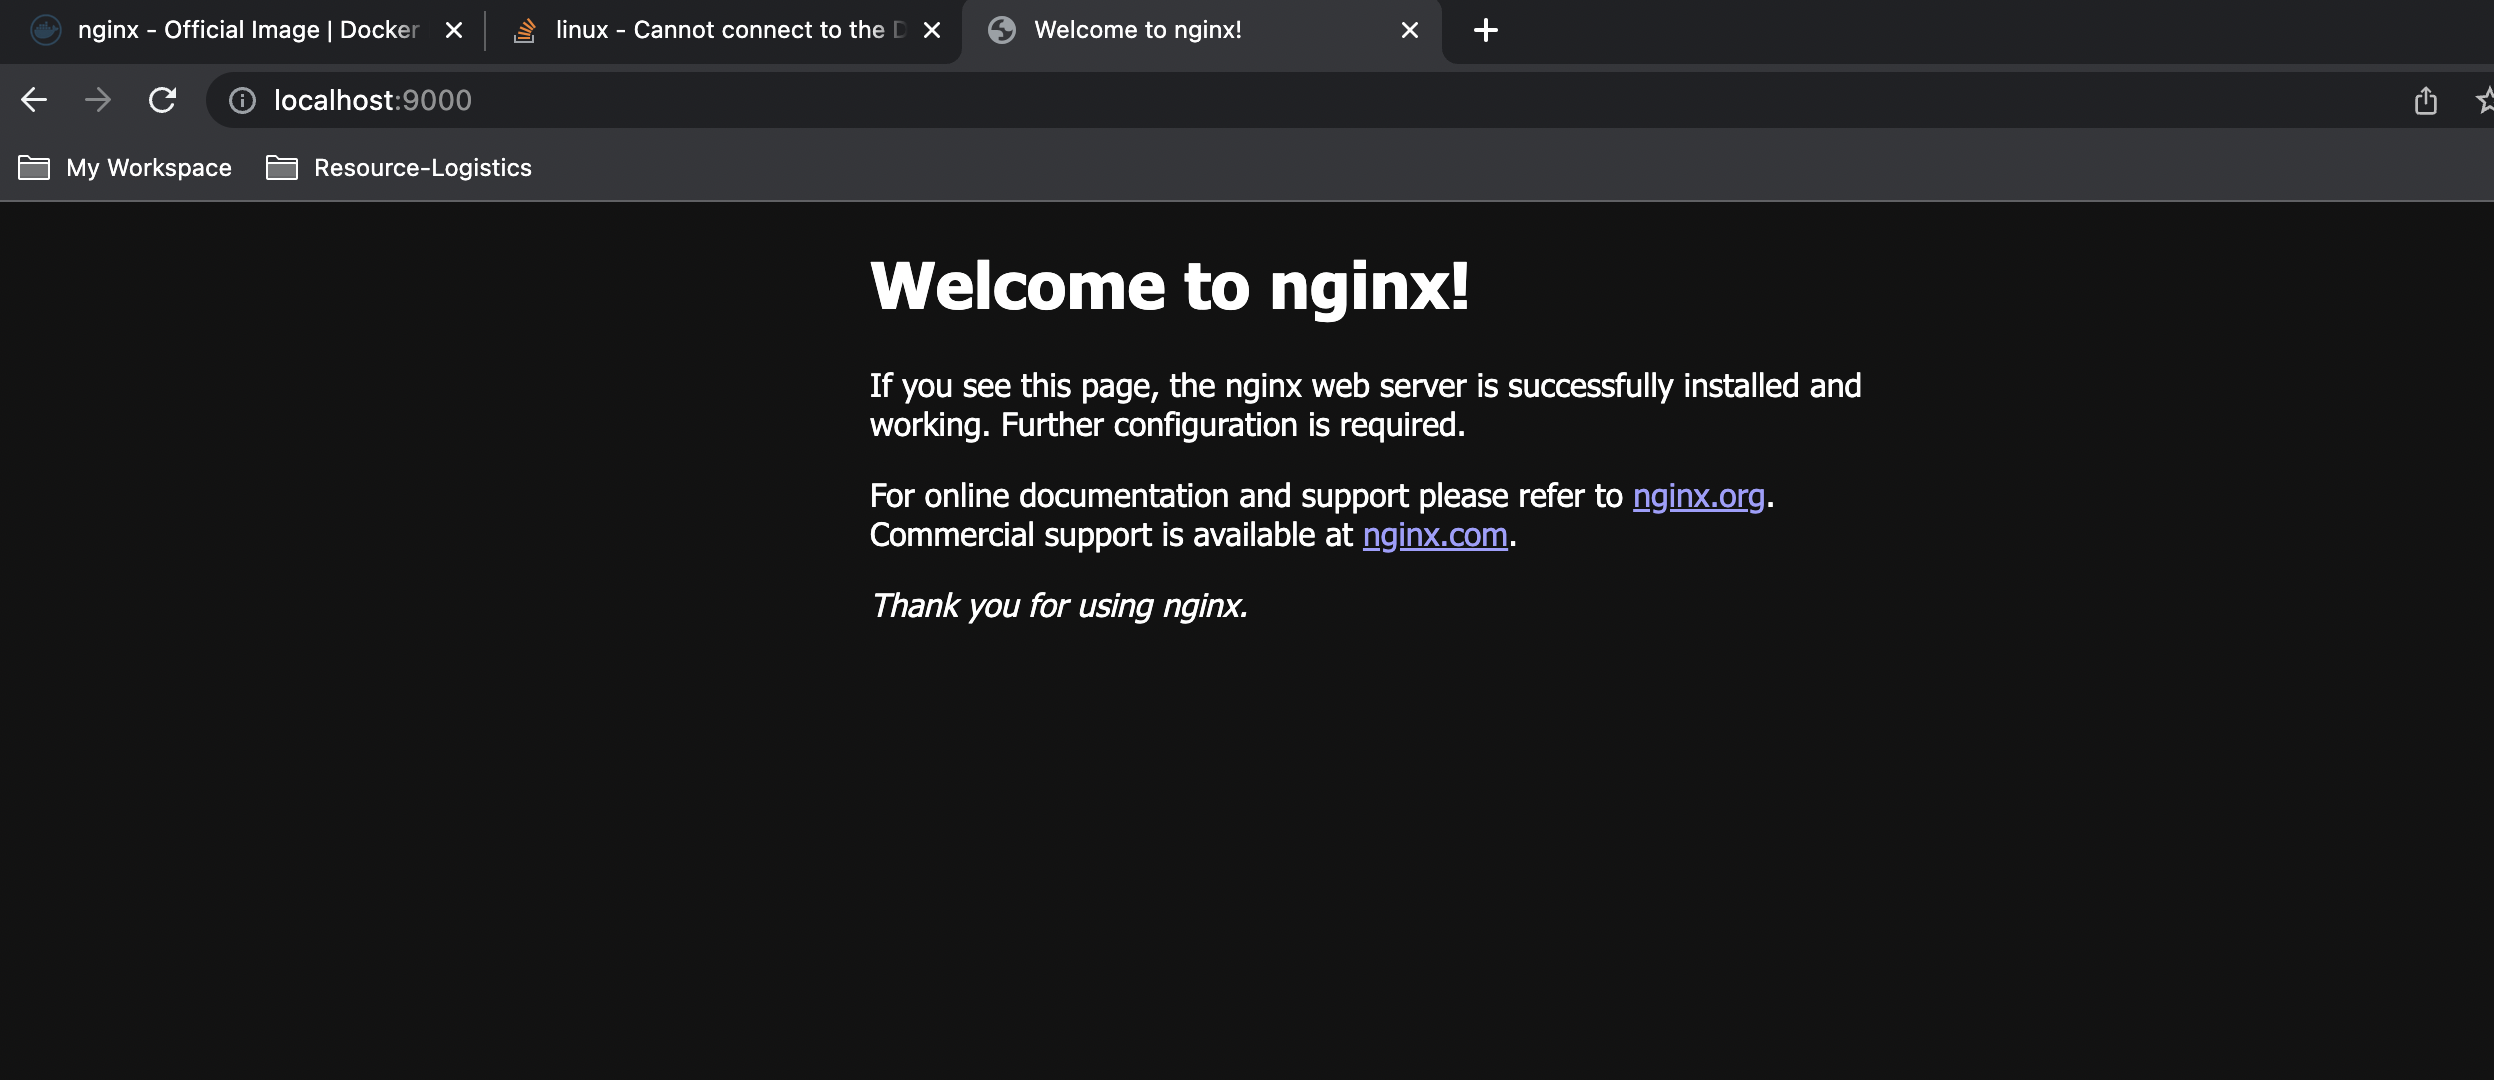 nginx - Official Image | Docker
linux - Cannot connect to the D
Welcome to nginx!
localhost:9000
My Workspace
Resource-Logistics
Welcome to nginx!
If you see this page, the nginx web server is successfully installed and
working. Further configuration is required.
For online documentation and support please refer to nginx.org.
Commercial support is available at nginx.com.
Thank you for using nginx.